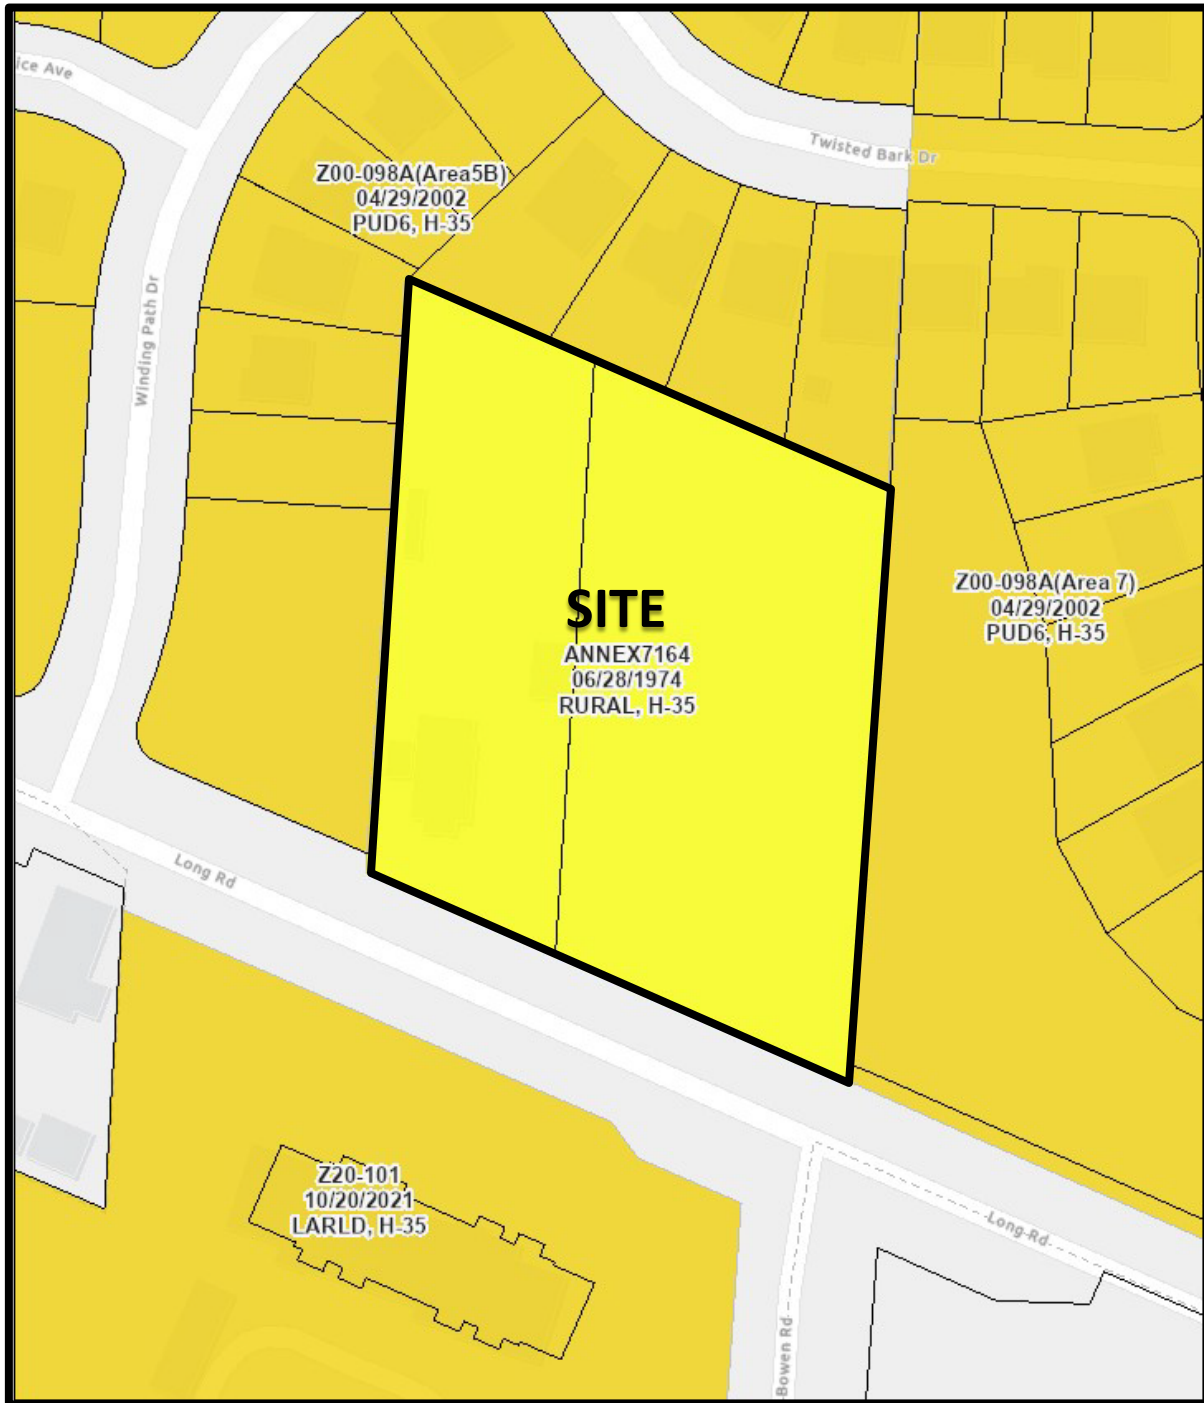 ice Ave
Twisted Bark Dr
Z00-098A(Area5B)
04/29/2002
PUD6, H-35
Winding Path Dr
SITE
ANNEX7164
06/28/1974
RURAL, H-35
Z00-098A(Area 7)
04/29/2002
PUD6, H-35
Long Rd
Z20-101
10/20/2021
LARLD, H-35
Long Rd
Bowen Rd